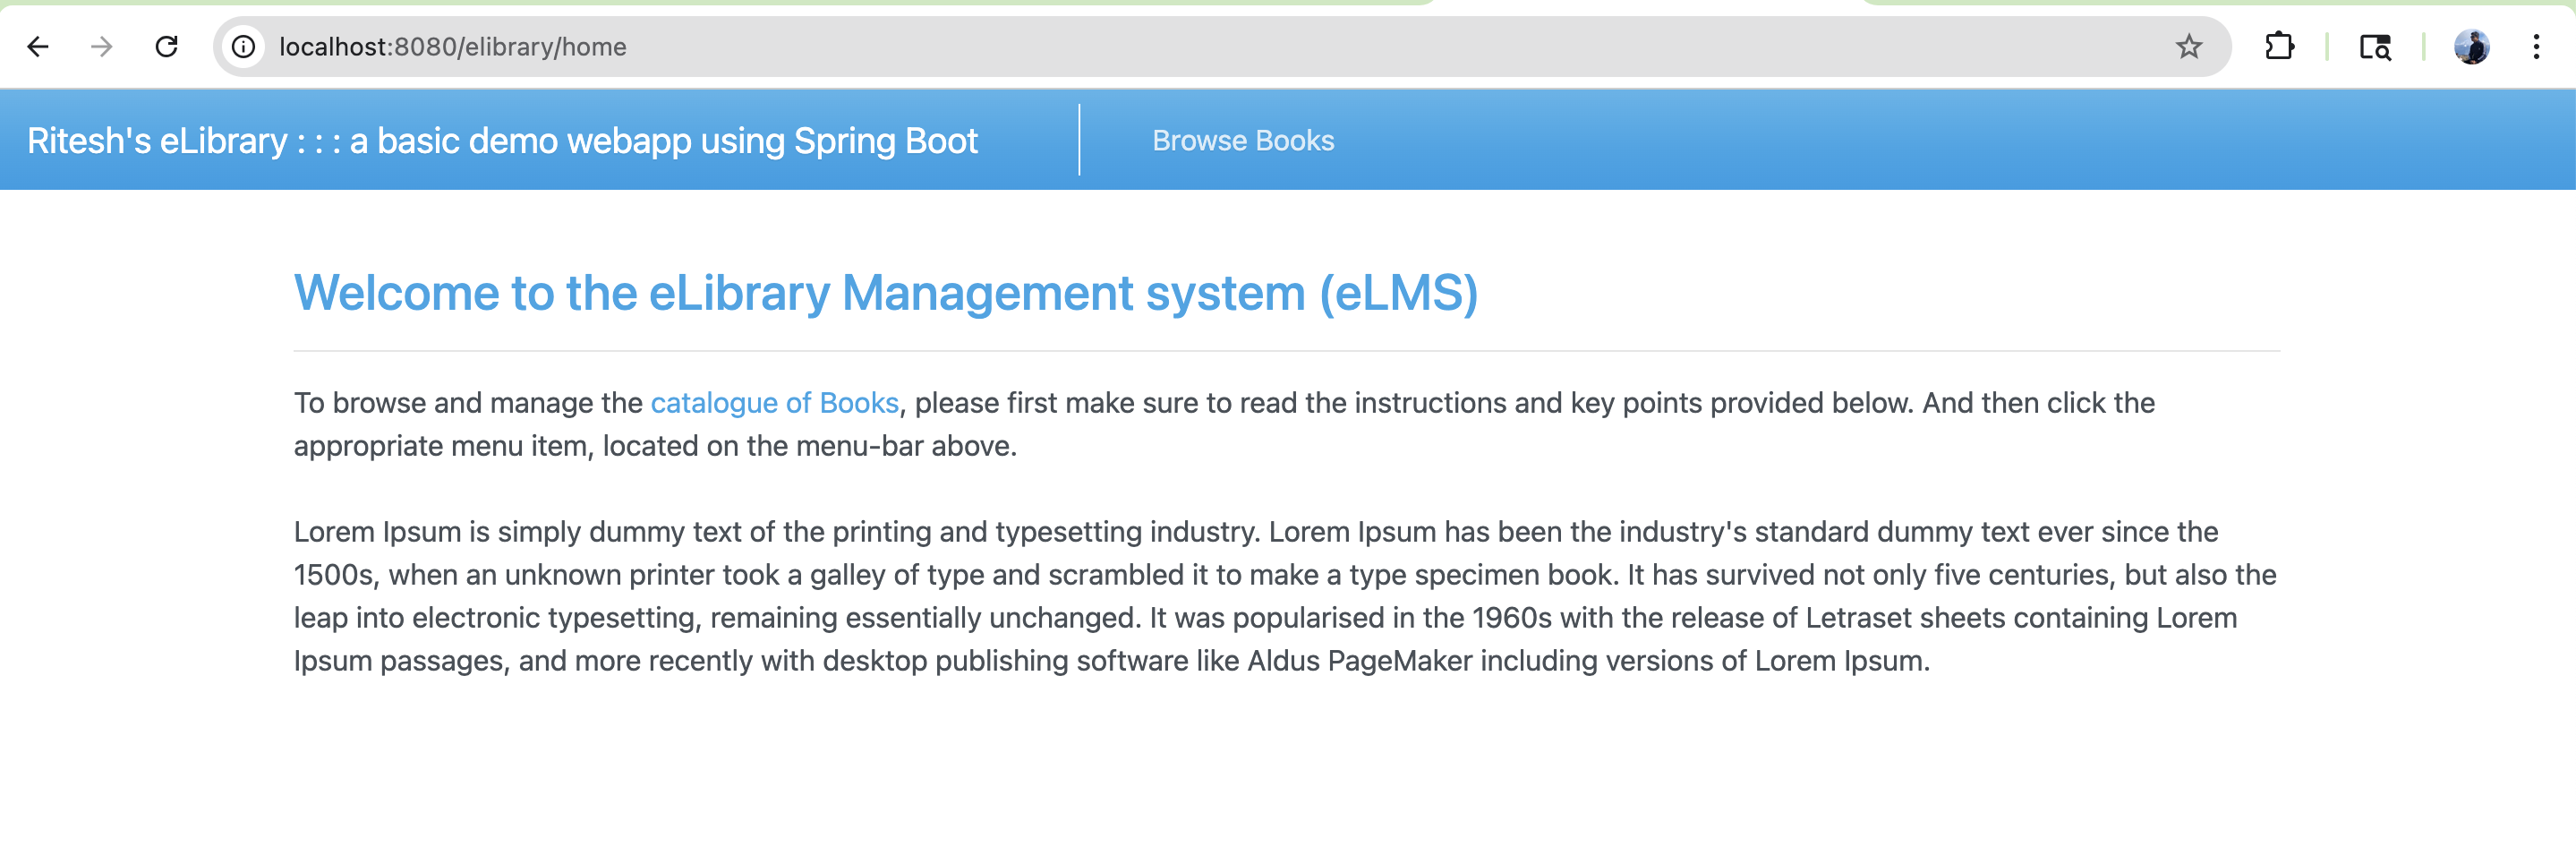 localhost:8080/elibrary/home
Ritesh's eLibrary : : : a basic demo webapp using Spring Boot
Browse Books
Welcome to the eLibrary Management system (eLMS)
To browse and manage the catalogue of Books, please first make sure to read the instructions and key points provided below. And then click the
appropriate menu item, located on the menu-bar above.
Lorem Ipsum is simply dummy text of the printing and typesetting industry. Lorem Ipsum has been the industry's standard dummy text ever since the
1500s, when an unknown printer took a galley of type and scrambled it to make a type specimen book. It has survived not only five centuries, but also the
leap into electronic typesetting, remaining essentially unchanged. It was popularised in the 1960s with the release of Letraset sheets containing Lorem
Ipsum passages, and more recently with desktop publishing software like Aldus PageMaker including versions of Lorem Ipsum.